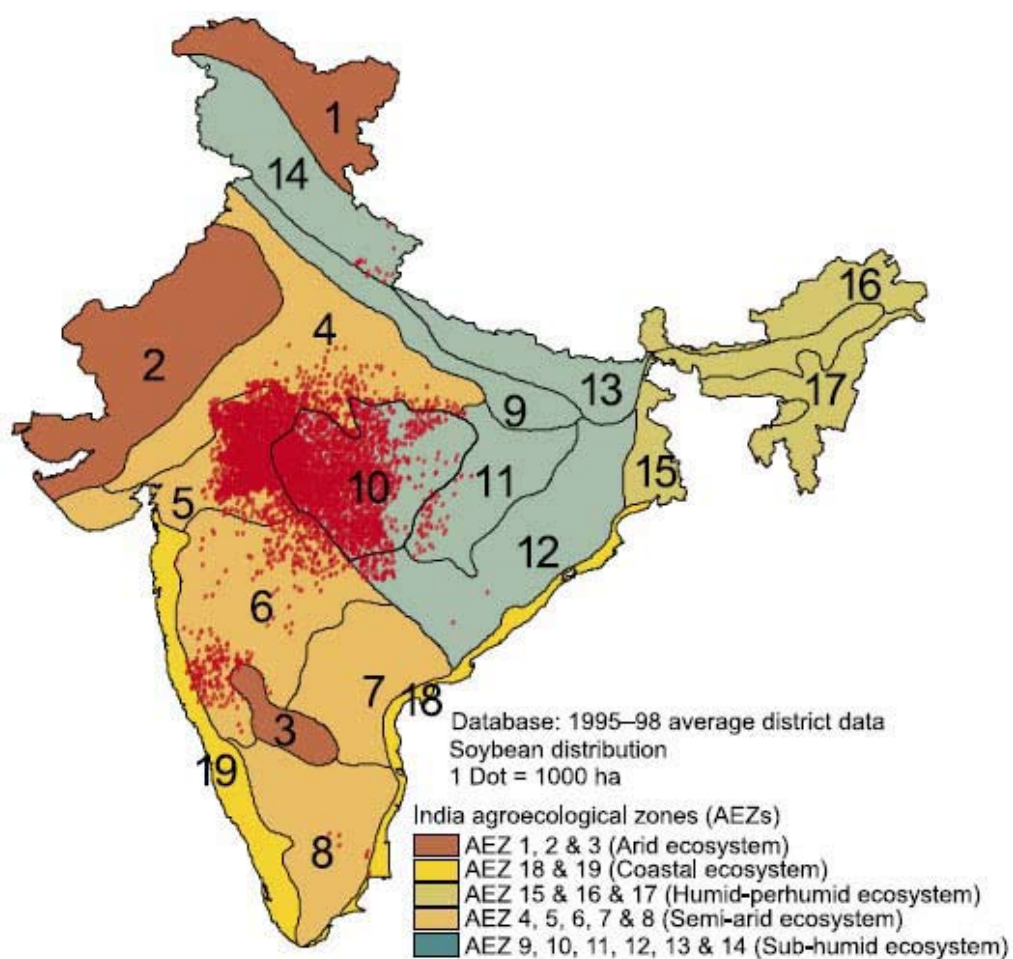 1
14
16
4
2
13
17
9
10
11
15
5
12
6
7
18
3
19
8
Database: 1995–98 average district data
Soybean distribution
1 Dot = 1000 ha
India agroecological zones (AEZs)
AEZ 1, 2 & 3 (Arid ecosystem)
AEZ 18 & 19 (Coastal ecosystem)
AEZ 15 & 16 & 17 (Humid-perhumid ecosystem)
AEZ 4, 5, 6, 7 & 8 (Semi-arid ecosystem)
AEZ 9, 10, 11, 12, 13 & 14 (Sub-humid ecosystem)